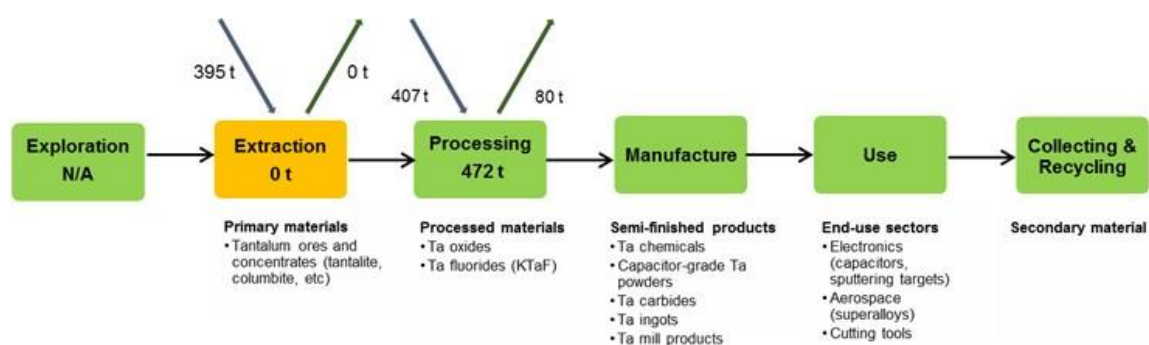 395 t
0 t
407 t
80 t
Exploration
N/A
Extraction
0 t
Processing
472 t
Manufacture
Use
Collecting &
Recycling
Primary materials
• Tantalum ores and
concentrates (tantalite,
columbite, etc)
Processed materials
• Ta oxides
• Ta fluorides (KTaF)
Semi-finished products
• Ta chemicals
• Capacitor-grade Ta
powders
• Ta carbides
• Ta ingots
• Ta mill products
End-use sectors
• Electronics
(capacitors,
sputtering targets)
• Aerospace
(superalloys)
• Cutting tools
Secondary material